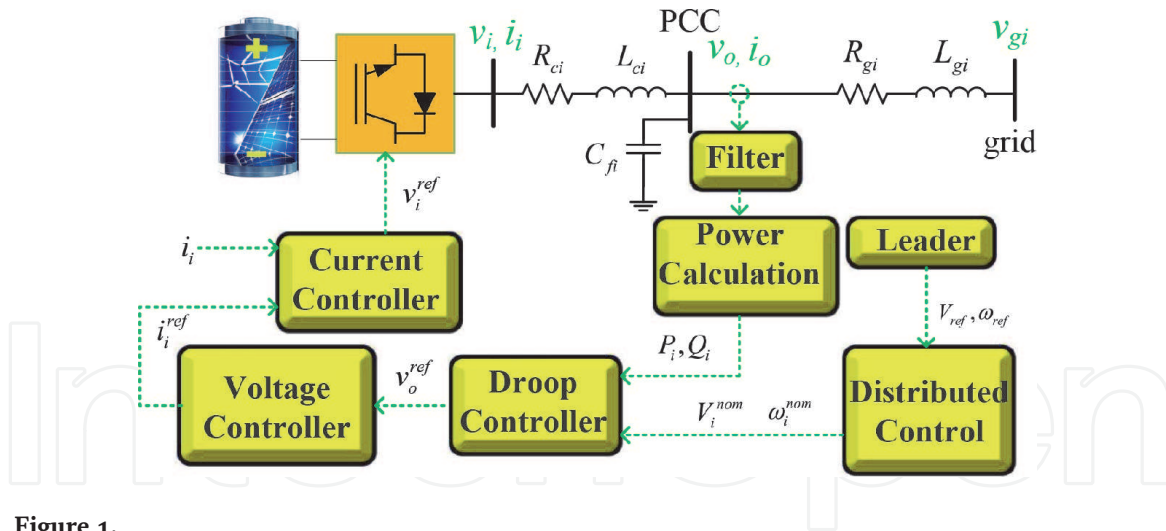 PCC
v_i, i_i
R_ci
L_ci
v_o, i_o
R_gi
L_gi
v_gi
C_fi
grid
Filter
v_i^ref
Power
Calculation
Leader
i_i
Current
Controller
V_ref, ω_ref
i_i^ref
P_i, Q_i
Voltage
Controller
v_o^ref
Droop
Controller
V_i^nom ω_i^nom
Distributed
Control
IntechOpen
Figure 1.